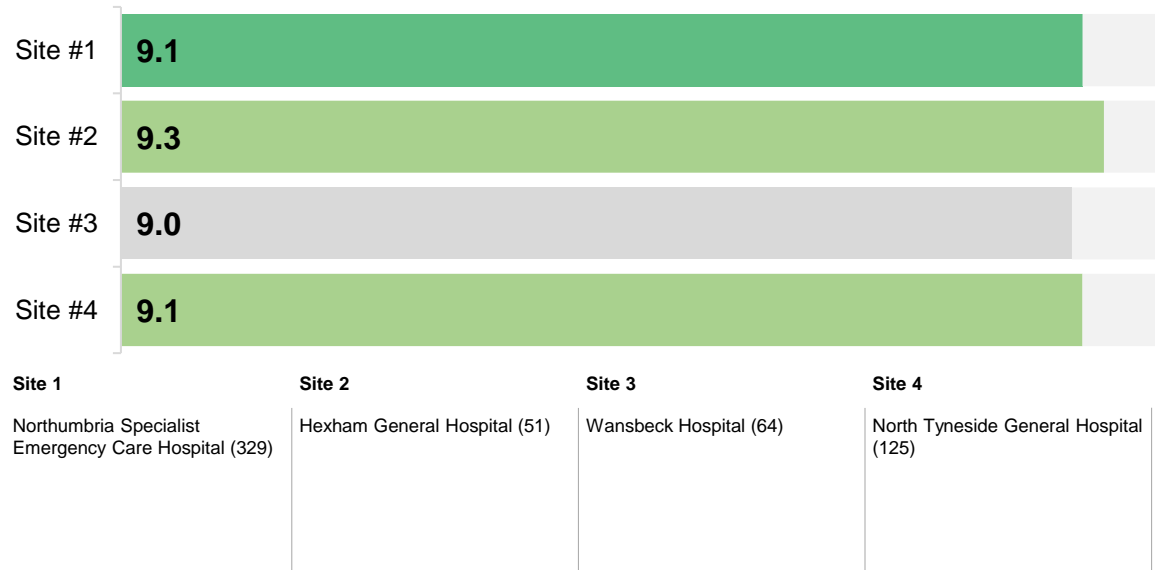 Site #1 9.1
Site #2 9.3
Site #3 9.0
Site #4 9.1
Site 1
Northumbria Specialist
Emergency Care Hospital (329)
Site 2
Hexham General Hospital (51)
Site 3
Wansbeck Hospital (64)
Site 4
North Tyneside General Hospital
(125)